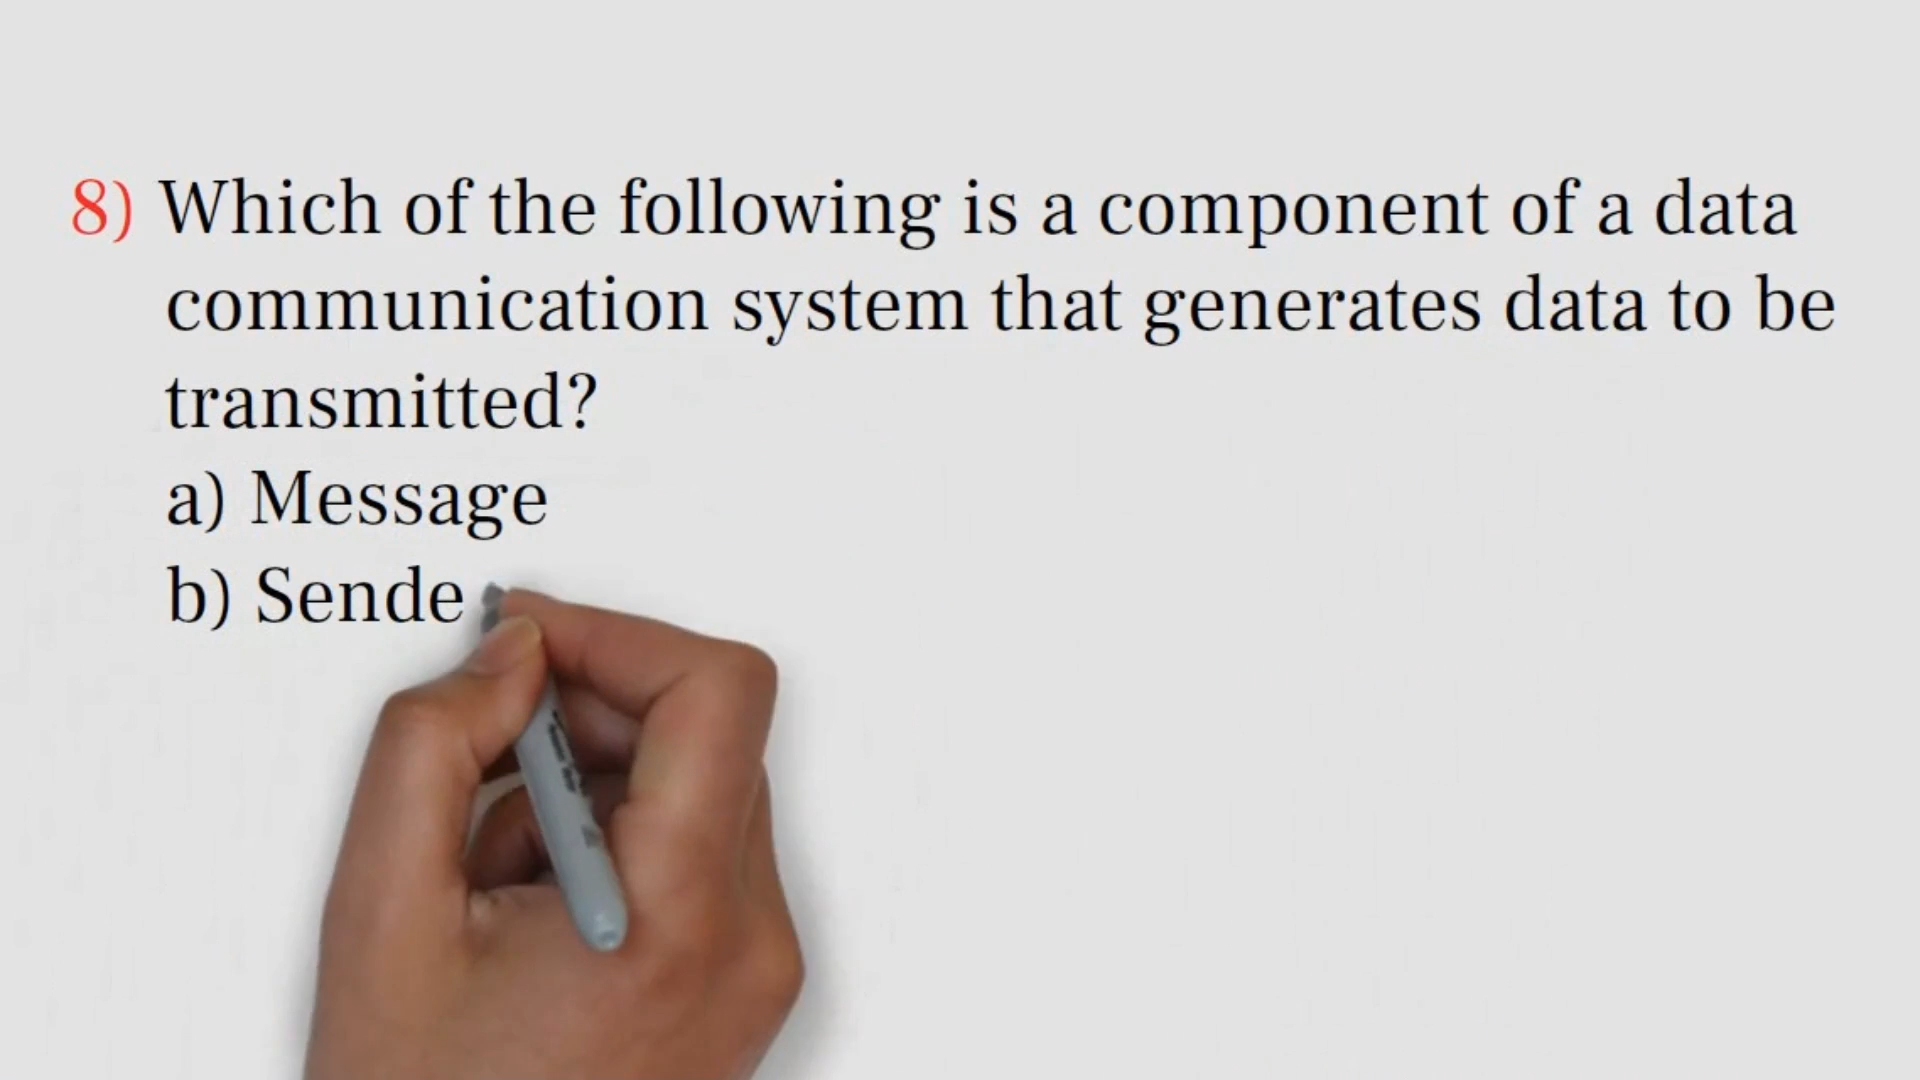 8) Which of the following is a component of a data
communication system that generates data to be
transmitted?
a) Message
b) Sende